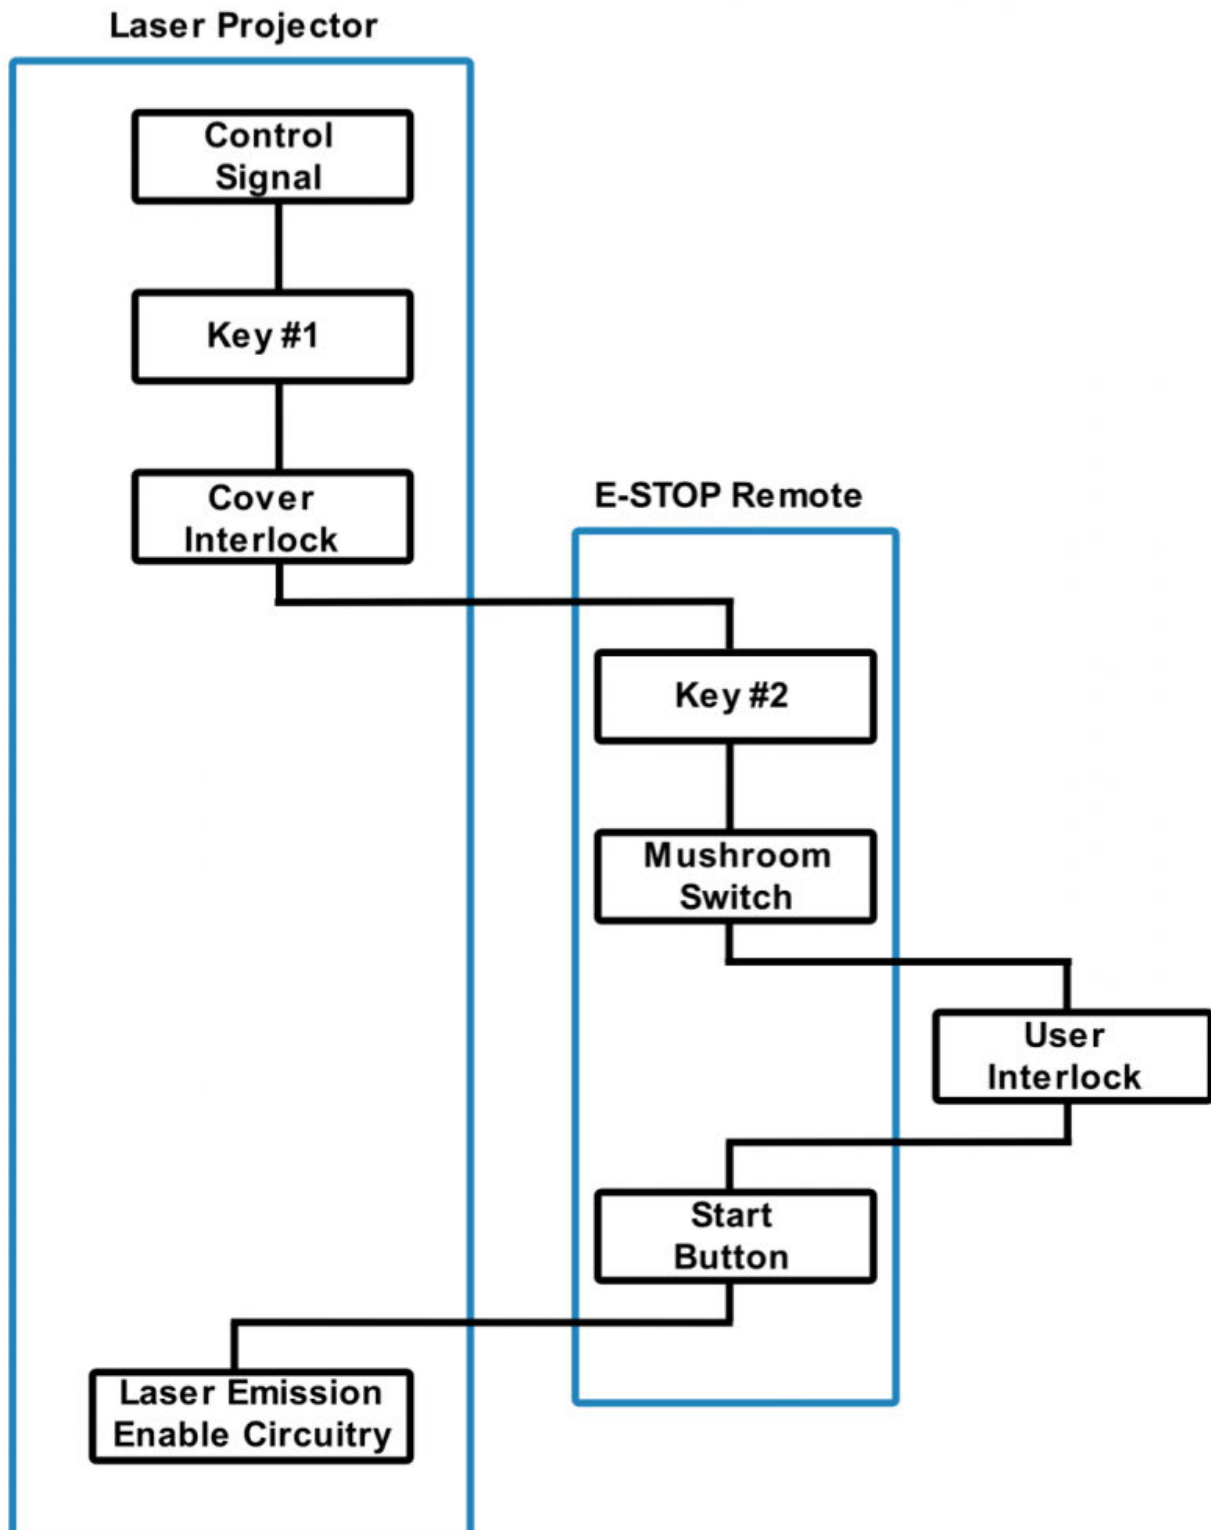 Laser Projector
Control
Signal
Key #1
Cover
Interlock
E-STOP Remote
Key #2
Mushroom
Switch
User
Interlock
Start
Button
Laser Emission
Enable Circuitry